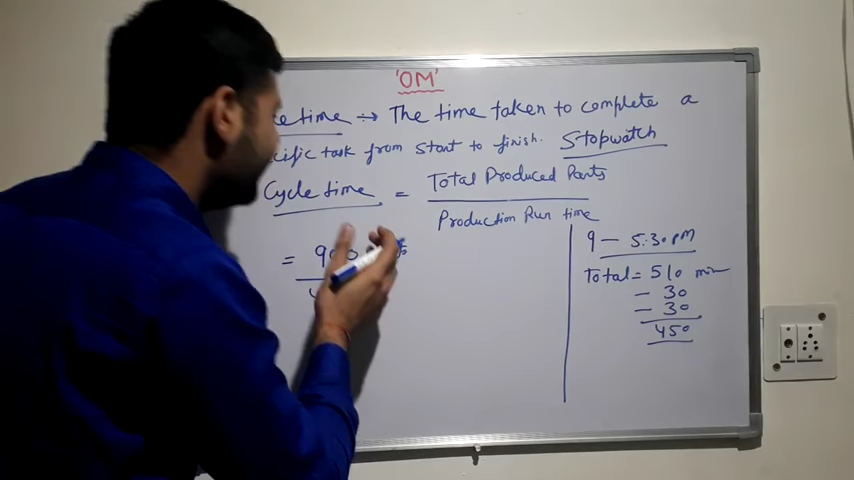 'OM'
time → The time taken to complete a
task from start to finish. Stopwatch
Cycle time = Total Produced Parts
Production Run time
= 900
9 — 5:30 PM
Total = 510 min
- 30
- 30
450